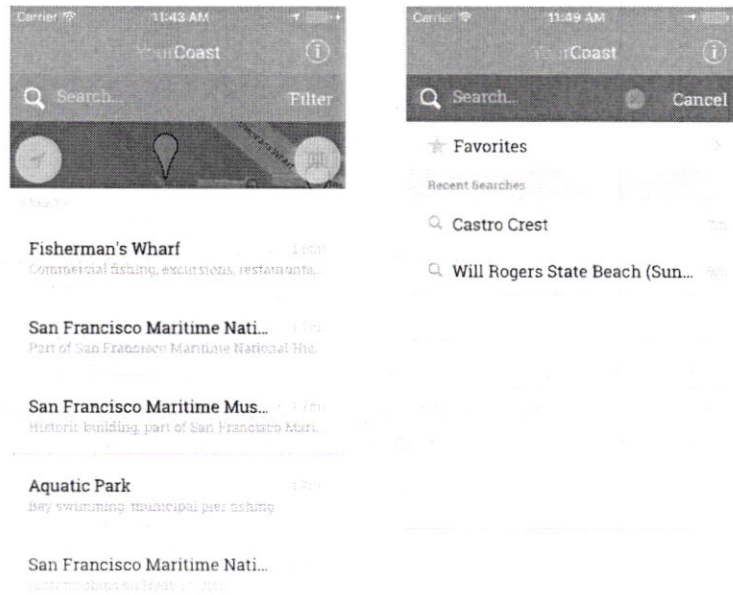 Carrier 11:43 AM
YourCoast
Search... Filter
Fisherman's Wharf
Commercial fishing, excursions, restaurants,...
San Francisco Maritime Nati...
Part of San Francisco Maritime National His...
San Francisco Maritime Mus...
Historic building, part of San Francisco Mari...
Aquatic Park
Bay swimming, municipal pier fishing
San Francisco Maritime Nati...
Carrier 11:49 AM
YourCoast
Search... Cancel
Favorites
Recent Searches
Castro Crest
Will Rogers State Beach (Sun...